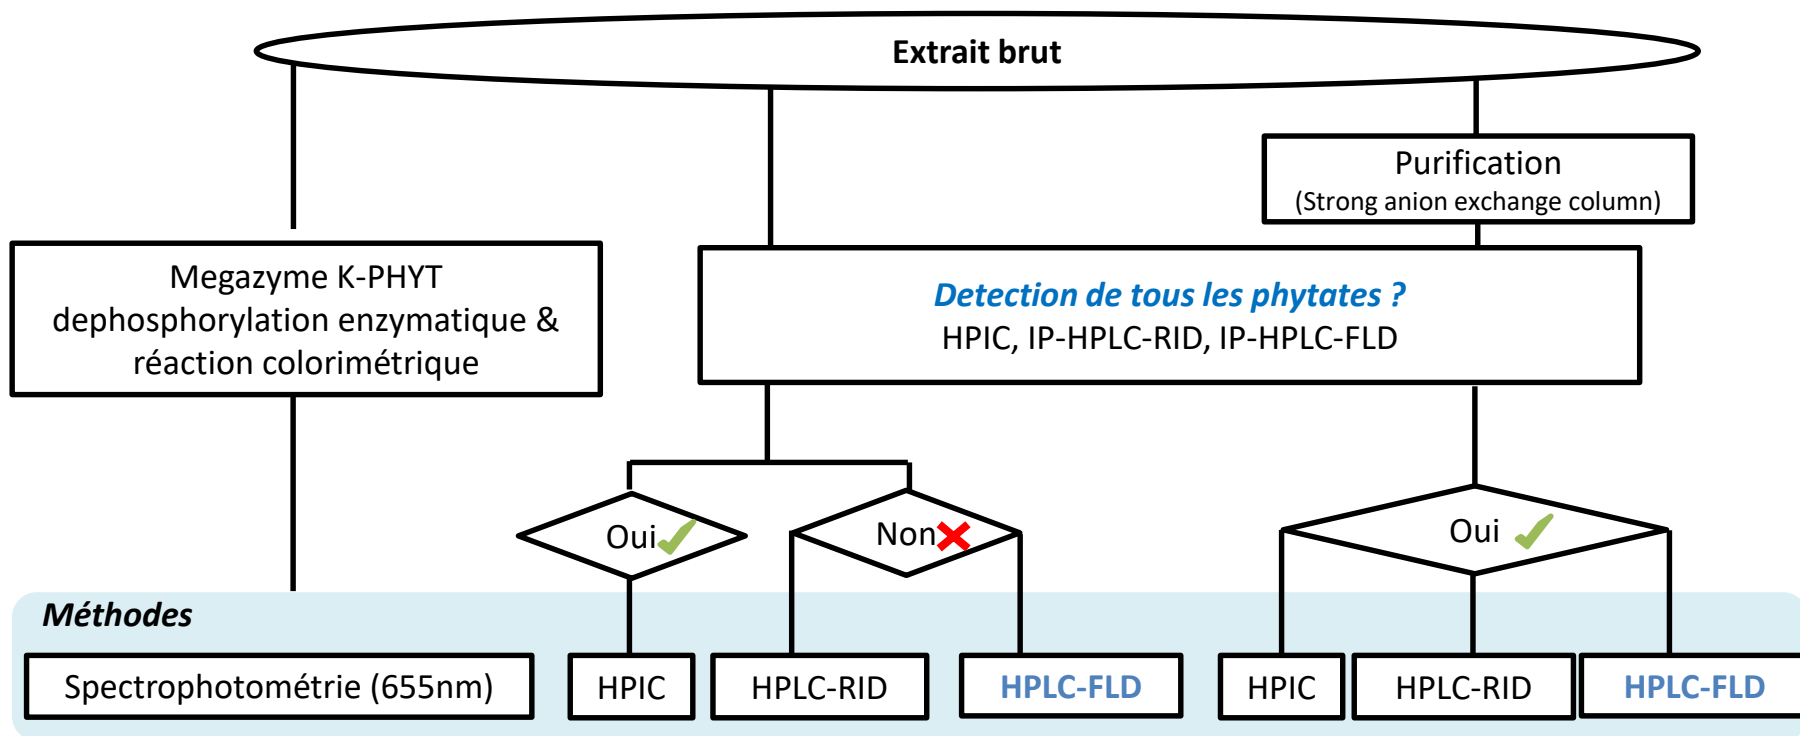 Extrait brut
Purification
(Strong anion exchange column)
Megazyme K-PHYT
dephosphorylation enzymatique &
réaction colorimétrique
Detection de tous les phytates ?
HPIC, IP-HPLC-RID, IP-HPLC-FLD
Oui
Non
Oui
Méthodes
Spectrophotométrie (655nm)
HPIC
HPLC-RID
HPLC-FLD
HPIC
HPLC-RID
HPLC-FLD